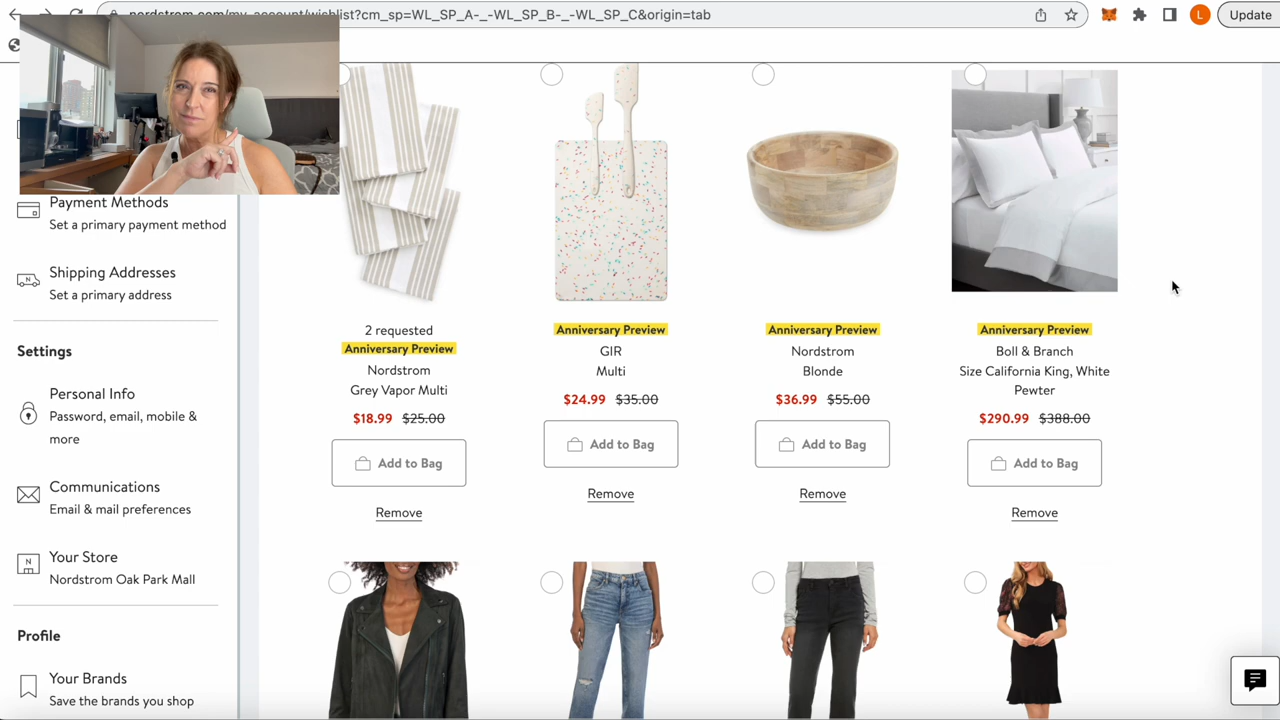 nordstrom.com/my-account/wishlist?cm_sp=WL_SP_A-_-WL_SP_B-_-WL_SP_C&origin=tab
L
Update
Payment Methods
Set a primary payment method
Shipping Addresses
Set a primary address
Settings
Personal Info
Password, email, mobile &
more
Communications
Email & mail preferences
N
Your Store
Nordstrom Oak Park Mall
Profile
Your Brands
Save the brands you shop
2 requested
Anniversary Preview
Nordstrom
Grey Vapor Multi
$18.99 $25.00
Add to Bag
Remove
Anniversary Preview
GIR
Multi
$24.99 $35.00
Add to Bag
Remove
Anniversary Preview
Nordstrom
Blonde
$36.99 $55.00
Add to Bag
Remove
Anniversary Preview
Boll & Branch
Size California King, White
Pewter
$290.99 $388.00
Add to Bag
Remove